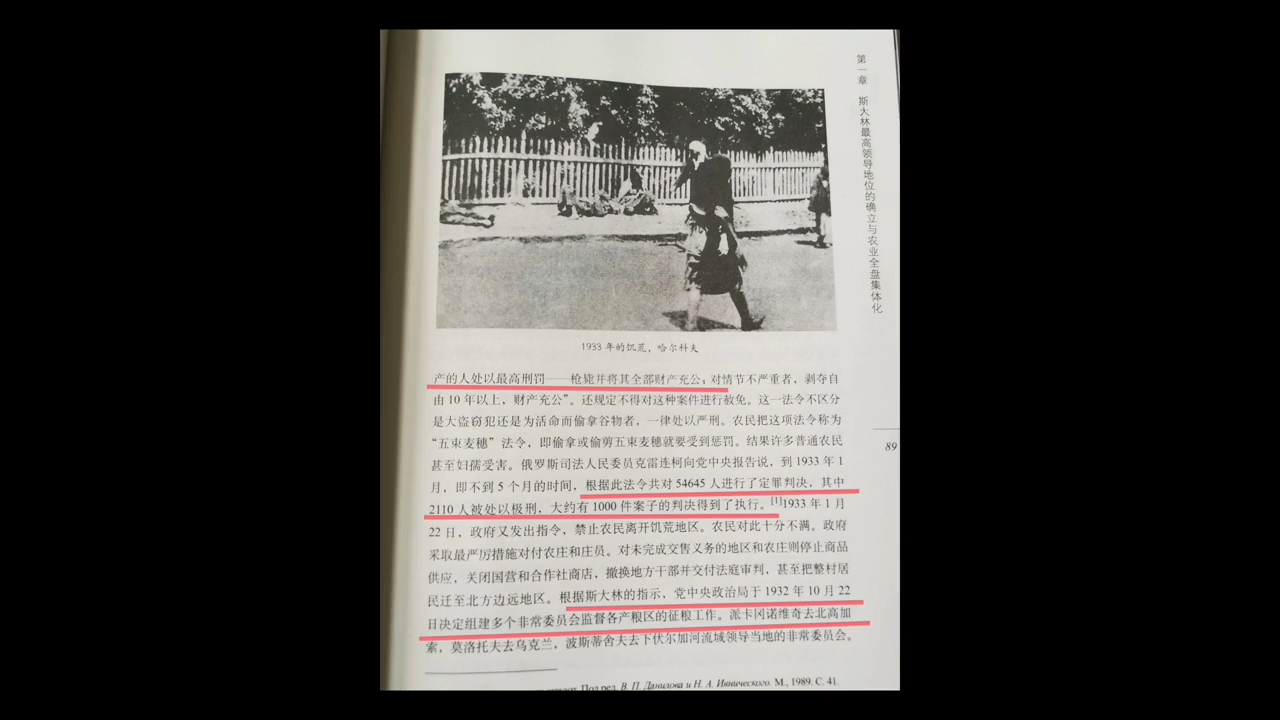 第一章 斯大林最高领导地位的确立与农业全盘集体化
1933 年的饥荒，哈尔科夫
产的人处以最高刑罚——枪毙并将其全部财产充公；对情节不严重者，剥夺自
由 10 年以上，财产充公”。还规定不得对这种案件进行赦免。这一法令不区分
是大盗窃犯还是为活命而偷拿谷物者，一律处以严刑。农民把这项法令称为
“五束麦穗”法令，即偷拿或偷剪五束麦穗就要受到惩罚。结果许多普通农民
甚至妇孺受害。俄罗斯司法人民委员克雷连柯向党中央报告说，到 1933 年 1
月，即不到 5 个月的时间，根据此法令共对 54645 人进行了定罪判决，其中
2110 人被处以极刑，大约有 1000 件案子的判决得到了执行。[1]1933 年 1 月
22 日，政府又发出指令，禁止农民离开饥荒地区。农民对此十分不满。政府
采取最严厉措施对付农庄和庄员。对未完成交售义务的地区和农庄则停止商品
供应，关闭国营和合作社商店，撤换地方干部并交付法庭审判，甚至把整村居
民迁至北方边远地区。根据斯大林的指示，党中央政治局于 1932 年 10 月 22
日决定组建多个非常委员会监督各产粮区的征粮工作。派卡冈诺维奇去北高加
索，莫洛托夫去乌克兰，波斯蒂舍夫去下伏尔加河流域领导当地的非常委员会。
89
Под ред. В. П. Данилова и Н. А. Ивницкого. М., 1989. С. 41.